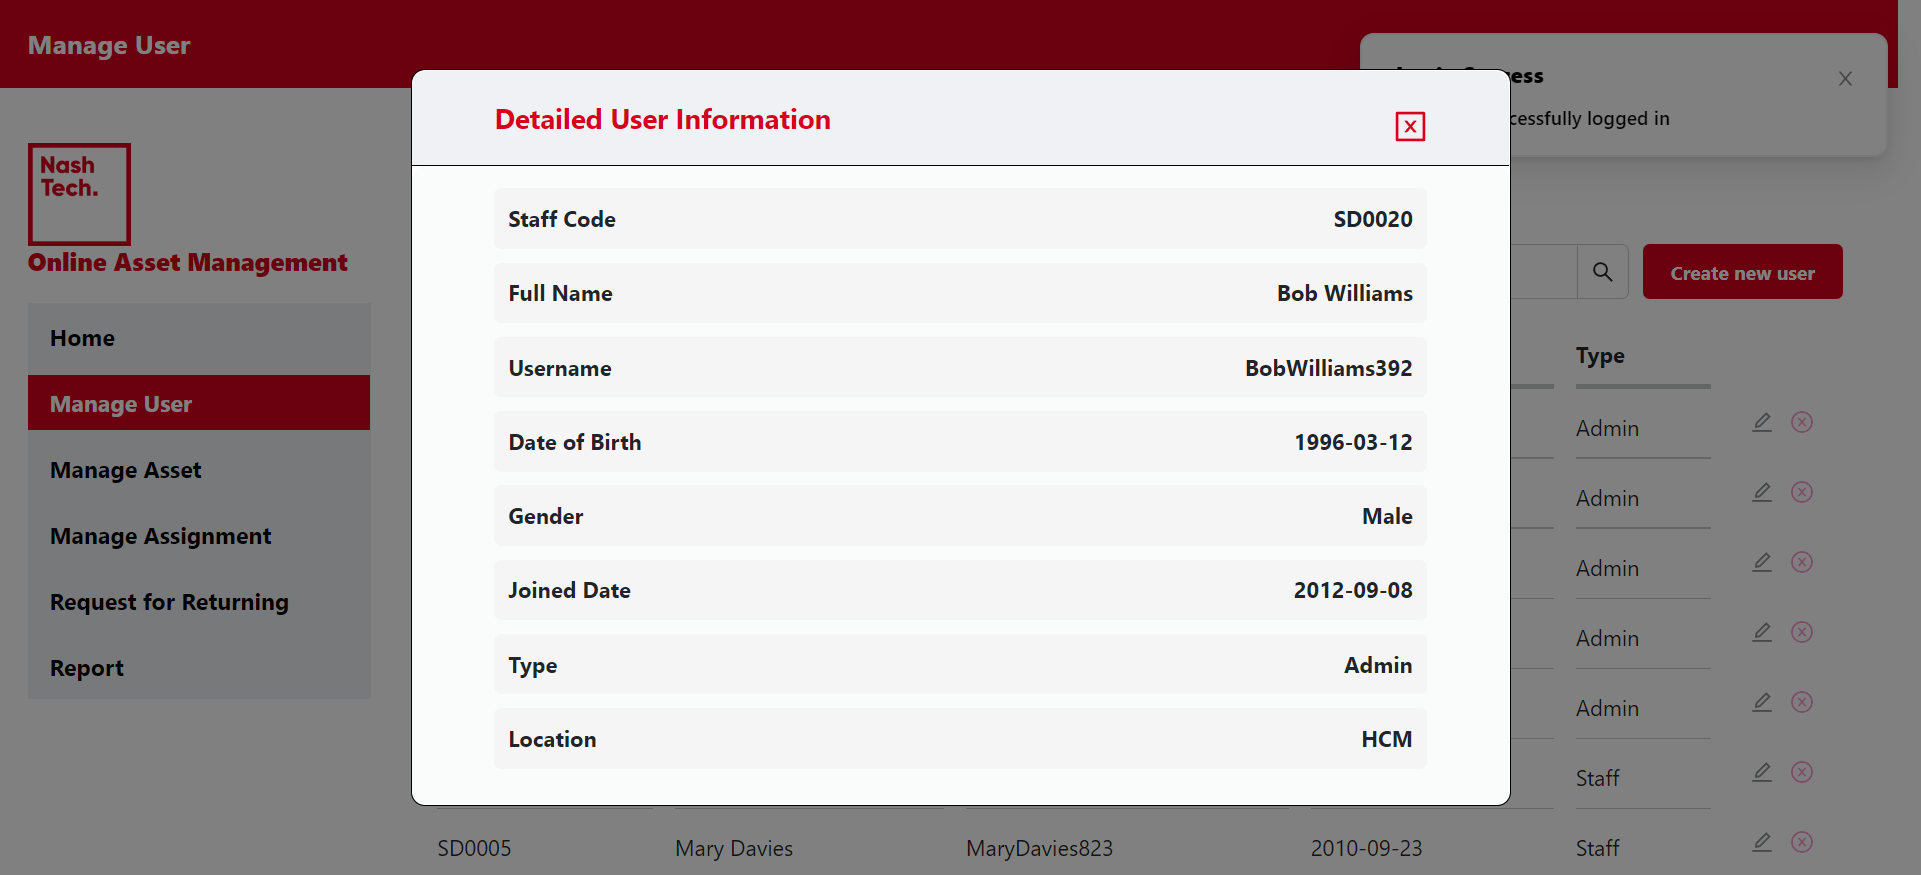 Manage User
ess
cessfully logged in
Nash
Tech.
Online Asset Management
Home
Manage User
Manage Asset
Manage Assignment
Request for Returning
Report
Detailed User Information
Staff Code SD0020
Full Name Bob Williams
Username BobWilliams392
Date of Birth 1996-03-12
Gender Male
Joined Date 2012-09-08
Type Admin
Location HCM
Create new user
Type
Admin
Admin
Admin
Admin
Admin
Staff
SD0005 Mary Davies MaryDavies823 2010-09-23 Staff